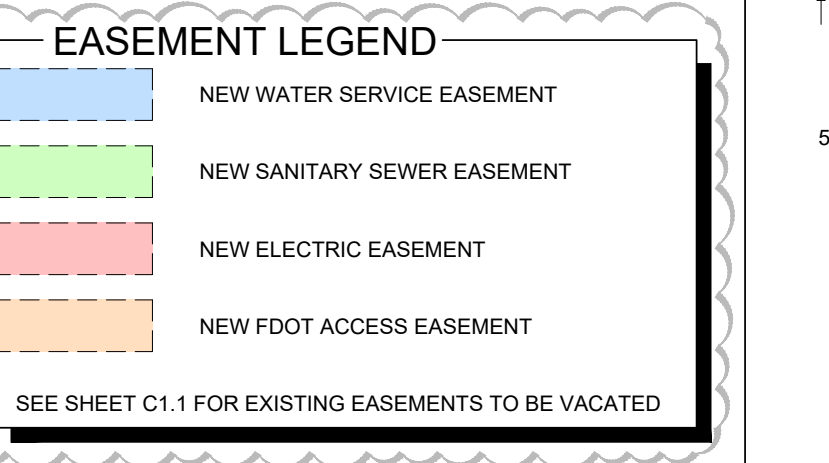 EASEMENT LEGEND
NEW WATER SERVICE EASEMENT
5
NEW SANITARY SEWER EASEMENT
NEW ELECTRIC EASEMENT
NEW FDOT ACCESS EASEMENT
SEE SHEET C1.1 FOR EXISTING EASEMENTS TO BE VACATED